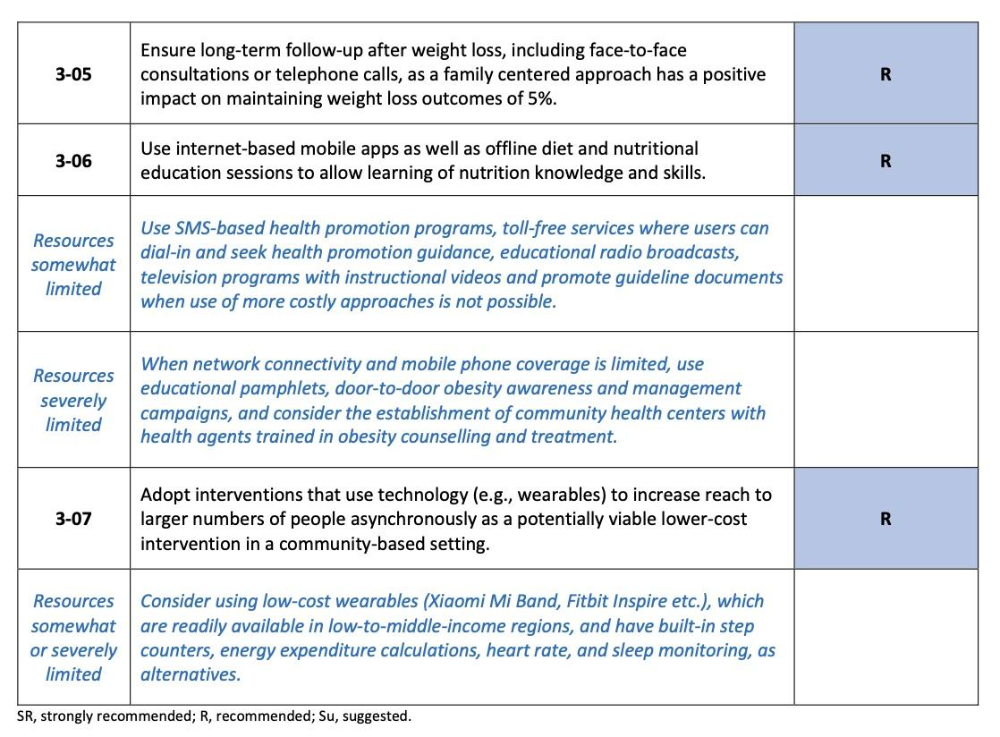 3-05
Ensure long-term follow-up after weight loss, including face-to-face
consultations or telephone calls, as a family centered approach has a positive
impact on maintaining weight loss outcomes of 5%.
R
3-06
Use internet-based mobile apps as well as offline diet and nutritional
education sessions to allow learning of nutrition knowledge and skills.
R
Resources
somewhat
limited
Use SMS-based health promotion programs, toll-free services where users can
dial-in and seek health promotion guidance, educational radio broadcasts,
television programs with instructional videos and promote guideline documents
when use of more costly approaches is not possible.
Resources
severely
limited
When network connectivity and mobile phone coverage is limited, use
educational pamphlets, door-to-door obesity awareness and management
campaigns, and consider the establishment of community health centers with
health agents trained in obesity counselling and treatment.
3-07
Adopt interventions that use technology (e.g., wearables) to increase reach to
larger numbers of people asynchronously as a potentially viable lower-cost
intervention in a community-based setting.
R
Resources
somewhat
or severely
limited
Consider using low-cost wearables (Xiaomi Mi Band, Fitbit Inspire etc.), which
are readily available in low-to-middle-income regions, and have built-in step
counters, energy expenditure calculations, heart rate, and sleep monitoring, as
alternatives.
SR, strongly recommended; R, recommended; Su, suggested.